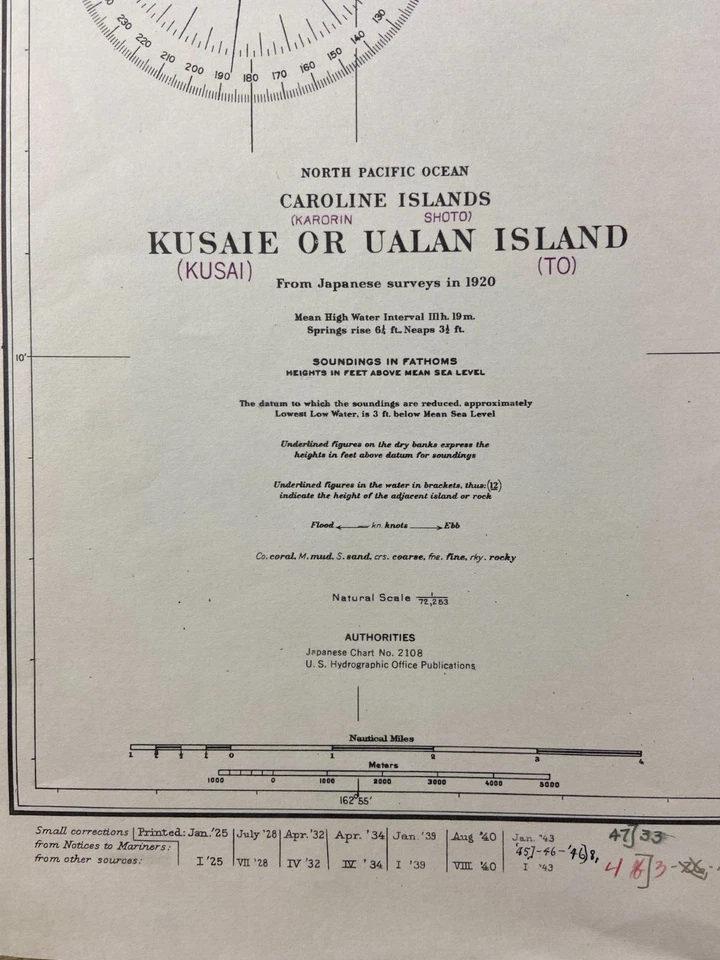 230 220 210 200 190 180 170 160 150 140 130
NORTH PACIFIC OCEAN
CAROLINE ISLANDS
(KARORIN SHOTO)
KUSAIE OR UALAN ISLAND
(KUSAI) (TO)
From Japanese surveys in 1920
Mean High Water Interval IIIh. 19m.
Springs rise 6¼ ft. Neaps 3½ ft.
10'
SOUNDINGS IN FATHOMS
HEIGHTS IN FEET ABOVE MEAN SEA LEVEL
The datum to which the soundings are reduced, approximately
Lowest Low Water, is 3 ft. below Mean Sea Level
Underlined figures on the dry banks express the
heights in feet above datum for soundings
Underlined figures in the water in brackets, thus:(12)
indicate the height of the adjacent island or rock
Flood kn. knots Ebb
Co. coral, M. mud, S. sand, crs. coarse, fne. fine, rky. rocky
Natural Scale 1/72,253
AUTHORITIES
Japanese Chart No. 2108
U. S. Hydrographic Office Publications
Nautical Miles
1 0 1 2 3 4
Meters
1000 0 1000 2000 3000 4000 5000
162°55'
Small corrections Printed: Jan.'25 July '28 Apr.'32 Apr. '34 Jan. '39 Aug '40 Jan. '43
from Notices to Mariners: '45]-46-
from other sources: I '25 VII '28 IV '32 IV '34 I '39 VIII '40 I '43
47] 33